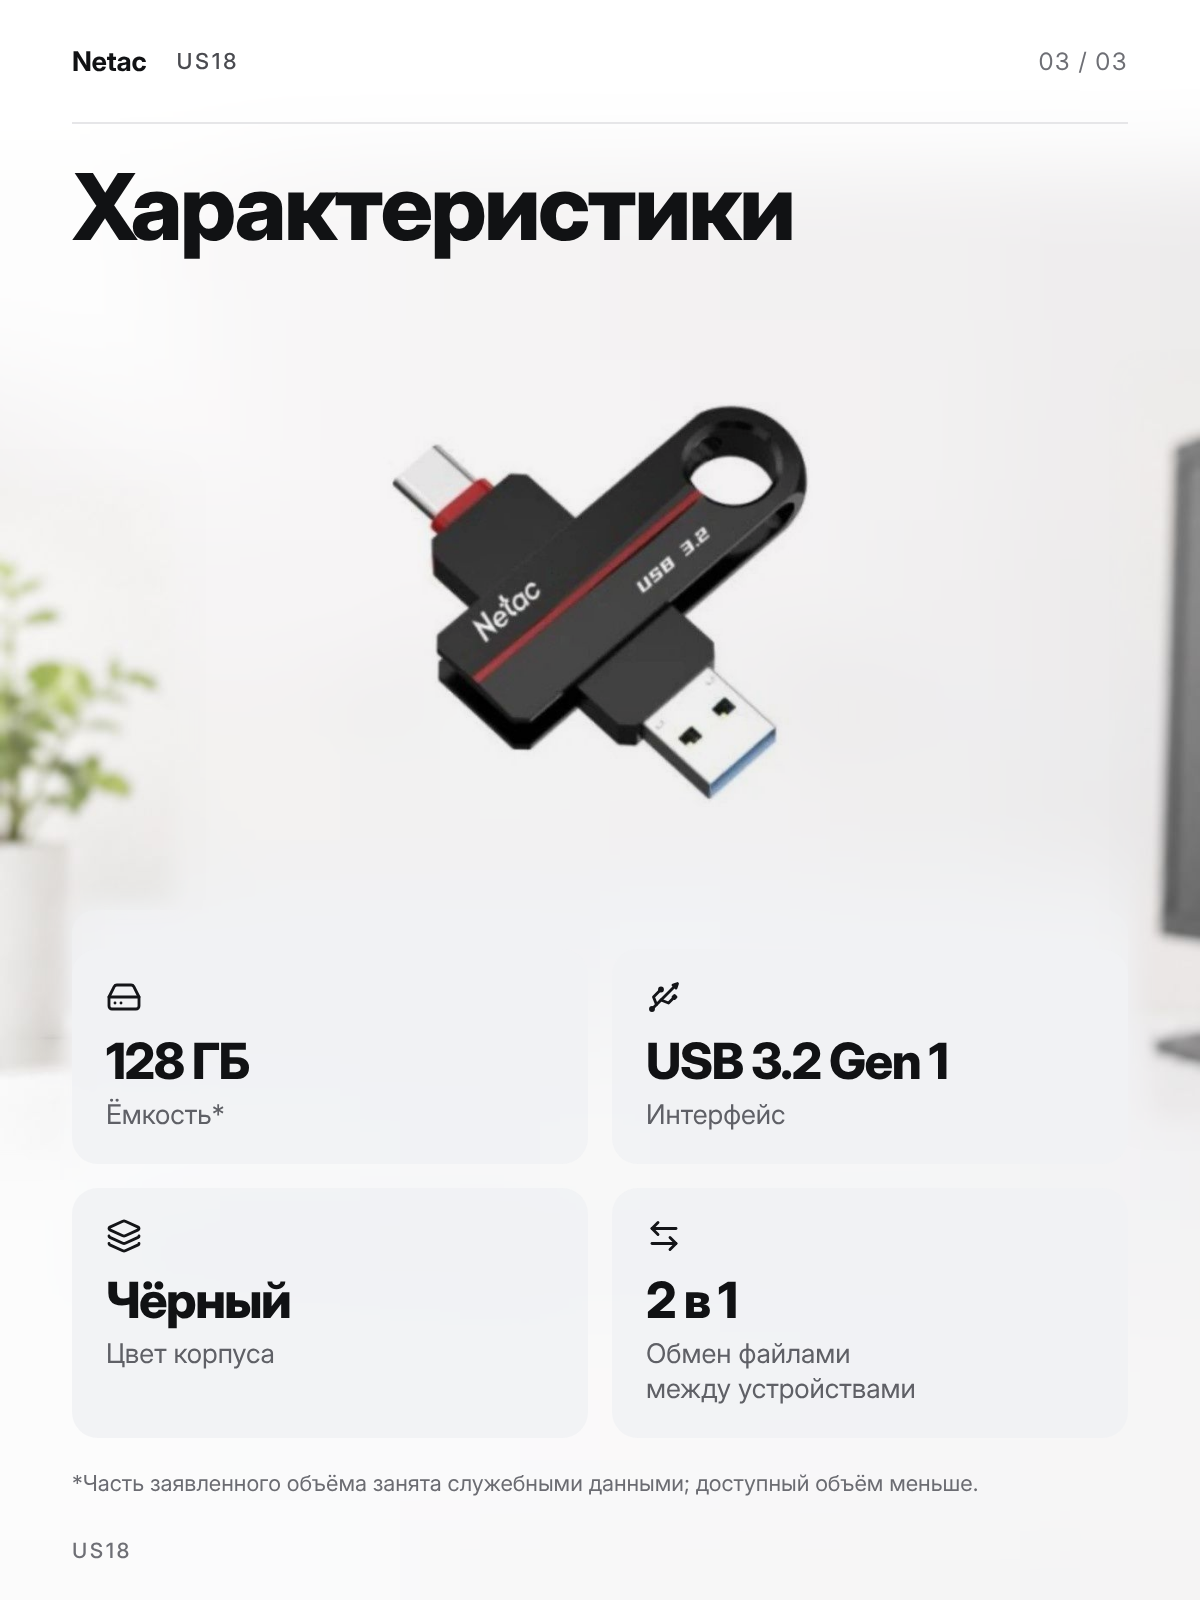 Netac US18 03 / 03
Характеристики
Netac
USB 3.2
128 ГБ
Ёмкость*
USB 3.2 Gen 1
Интерфейс
Чёрный
Цвет корпуса
2 в 1
Обмен файлами
между устройствами
*Часть заявленного объёма занята служебными данными; доступный объём меньше.
US18